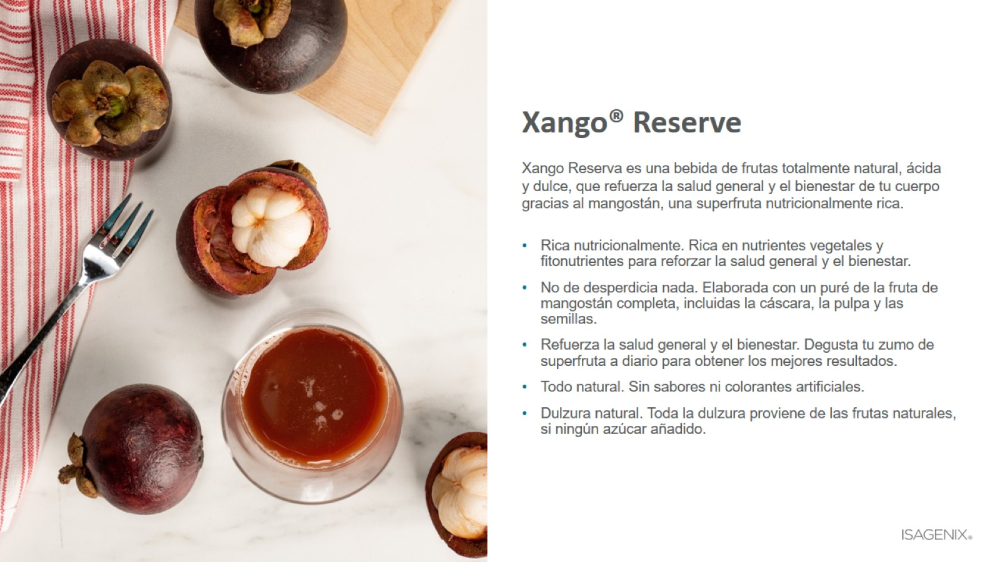 Xango® Reserve
Xango Reserva es una bebida de frutas totalmente natural, ácida
y dulce, que refuerza la salud general y el bienestar de tu cuerpo
gracias al mangostán, una superfruta nutricionalmente rica.
• Rica nutricionalmente. Rica en nutrientes vegetales y
fitonutrientes para reforzar la salud general y el bienestar.
• No de desperdicia nada. Elaborada con un puré de la fruta de
mangostán completa, incluidas la cáscara, la pulpa y las
semillas.
• Refuerza la salud general y el bienestar. Degusta tu zumo de
superfruta a diario para obtener los mejores resultados.
• Todo natural. Sin sabores ni colorantes artificiales.
• Dulzura natural. Toda la dulzura proviene de las frutas naturales,
si ningún azúcar añadido.
ISAGENIX®